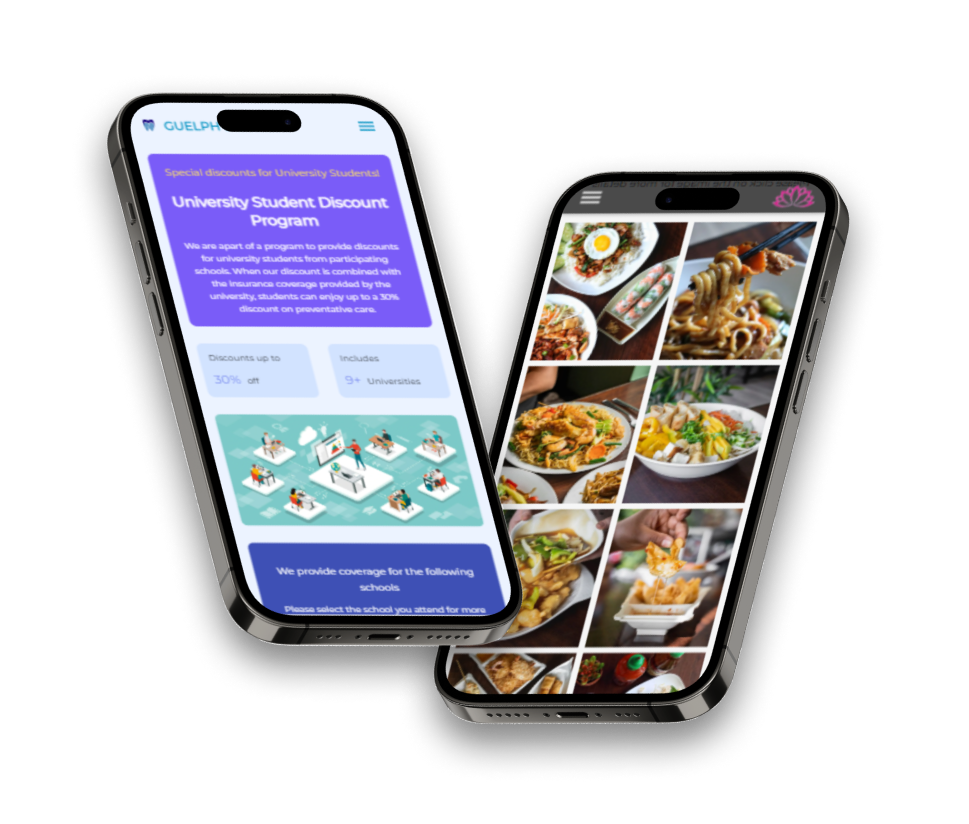 GUELPH
Special discounts for University Students!
University Student Discount
Program
We are apart of a program to provide discounts
for university students from participating
schools. When our discount is combined with
the insurance coverage provided by the
university, students can enjoy up to a 30%
discount on preventative care.
Discounts up to
30% off
Includes
9+ Universities
We provide coverage for the following
schools
Please select the school you attend for more